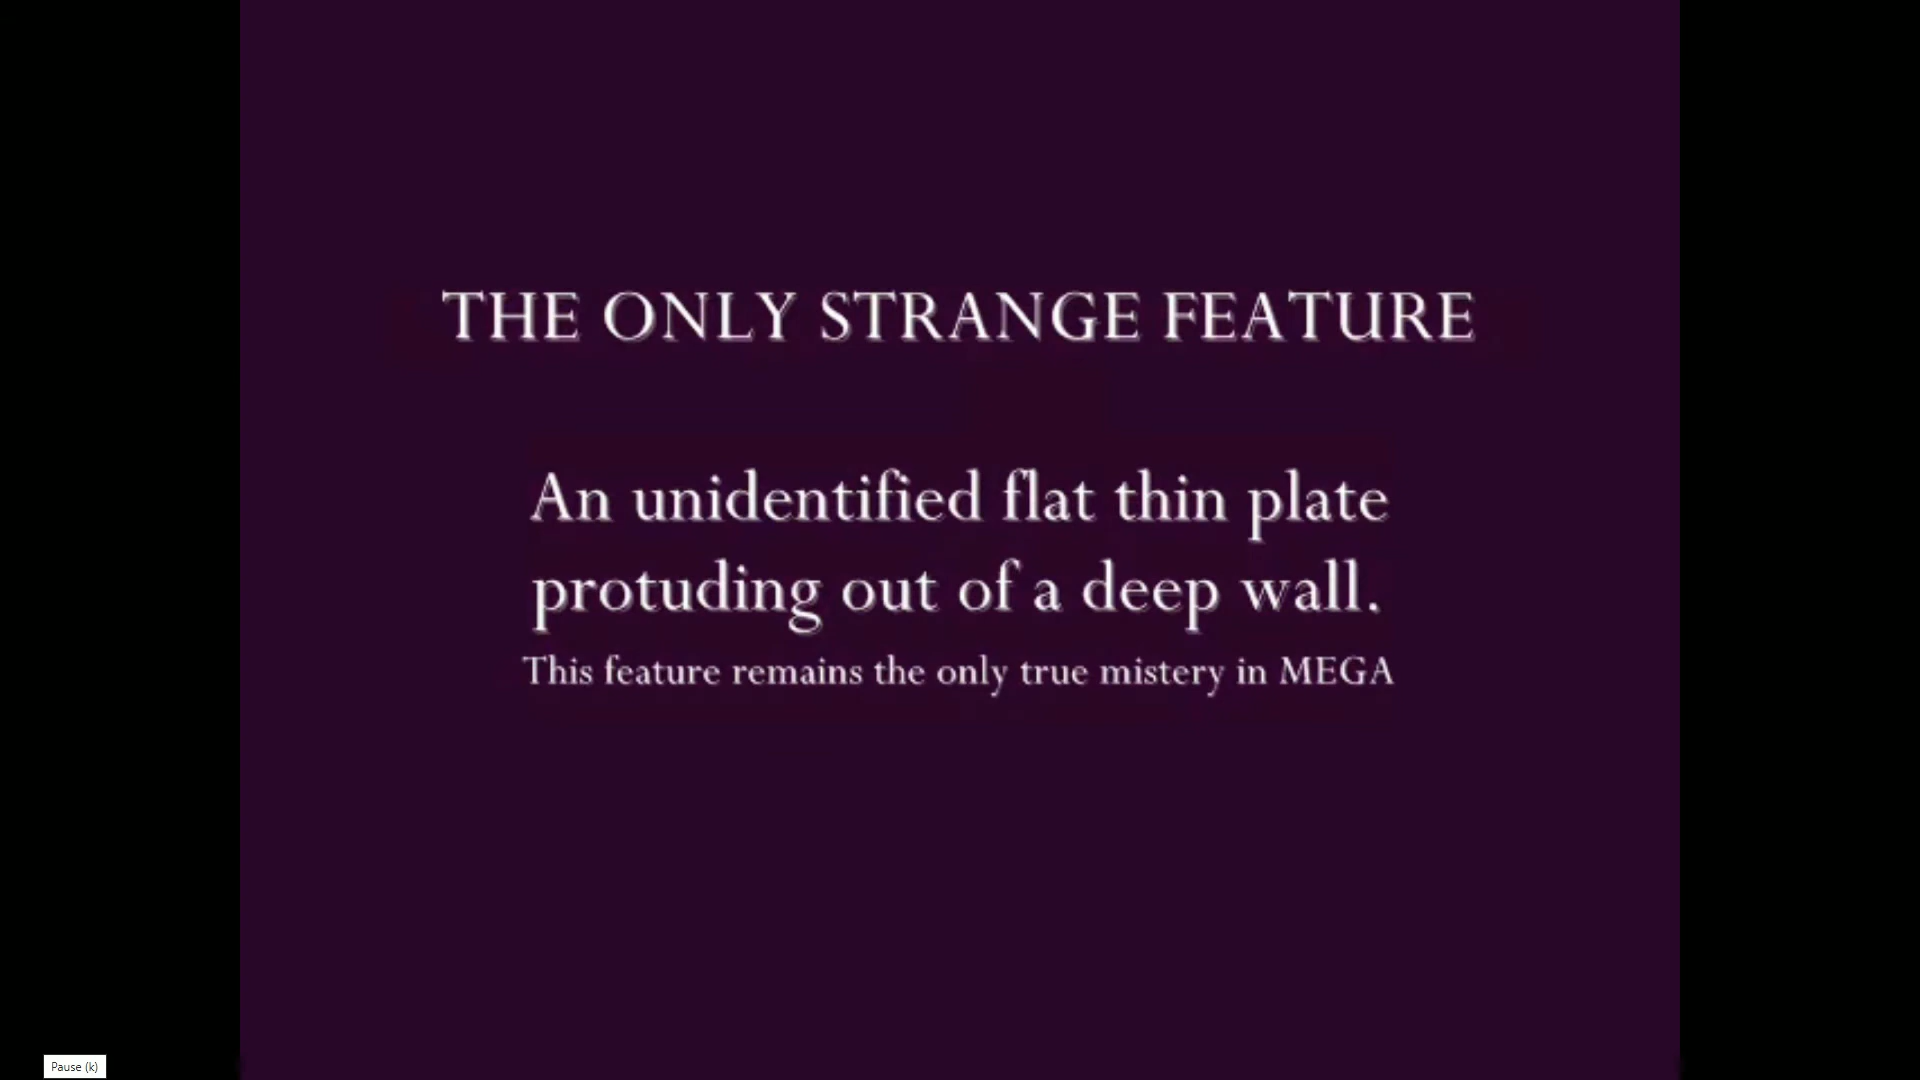 THE ONLY STRANGE FEATURE
An unidentified flat thin plate
protuding out of a deep wall.
This feature remains the only true mistery in MEGA
Pause (k)